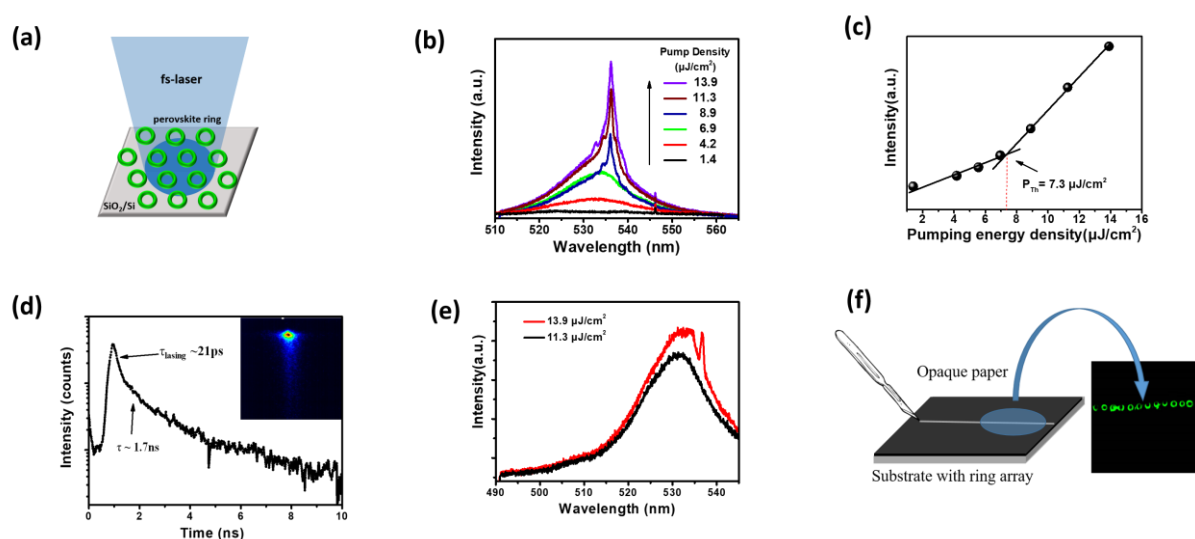 (a)
fs-laser
perovskite ring
SiO₂/Si
(b)
Pump Density
(μJ/cm²)
13.9
11.3
8.9
6.9
4.2
1.4
Intensity (a.u.)
510 520 530 540 550 560
Wavelength (nm)
(c)
Intensity(a.u.)
P_Th = 7.3 μJ/cm²
2 4 6 8 10 12 14 16
Pumping energy density(μJ/cm²)
(d)
Intensity (counts)
τ_lasing ~21ps
τ ~ 1.7ns
0 2 4 6 8 10
Time (ns)
(e)
13.9 μJ/cm²
11.3 μJ/cm²
Intensity(a.u.)
490 500 510 520 530 540
Wavelength (nm)
(f)
Opaque paper
Substrate with ring array